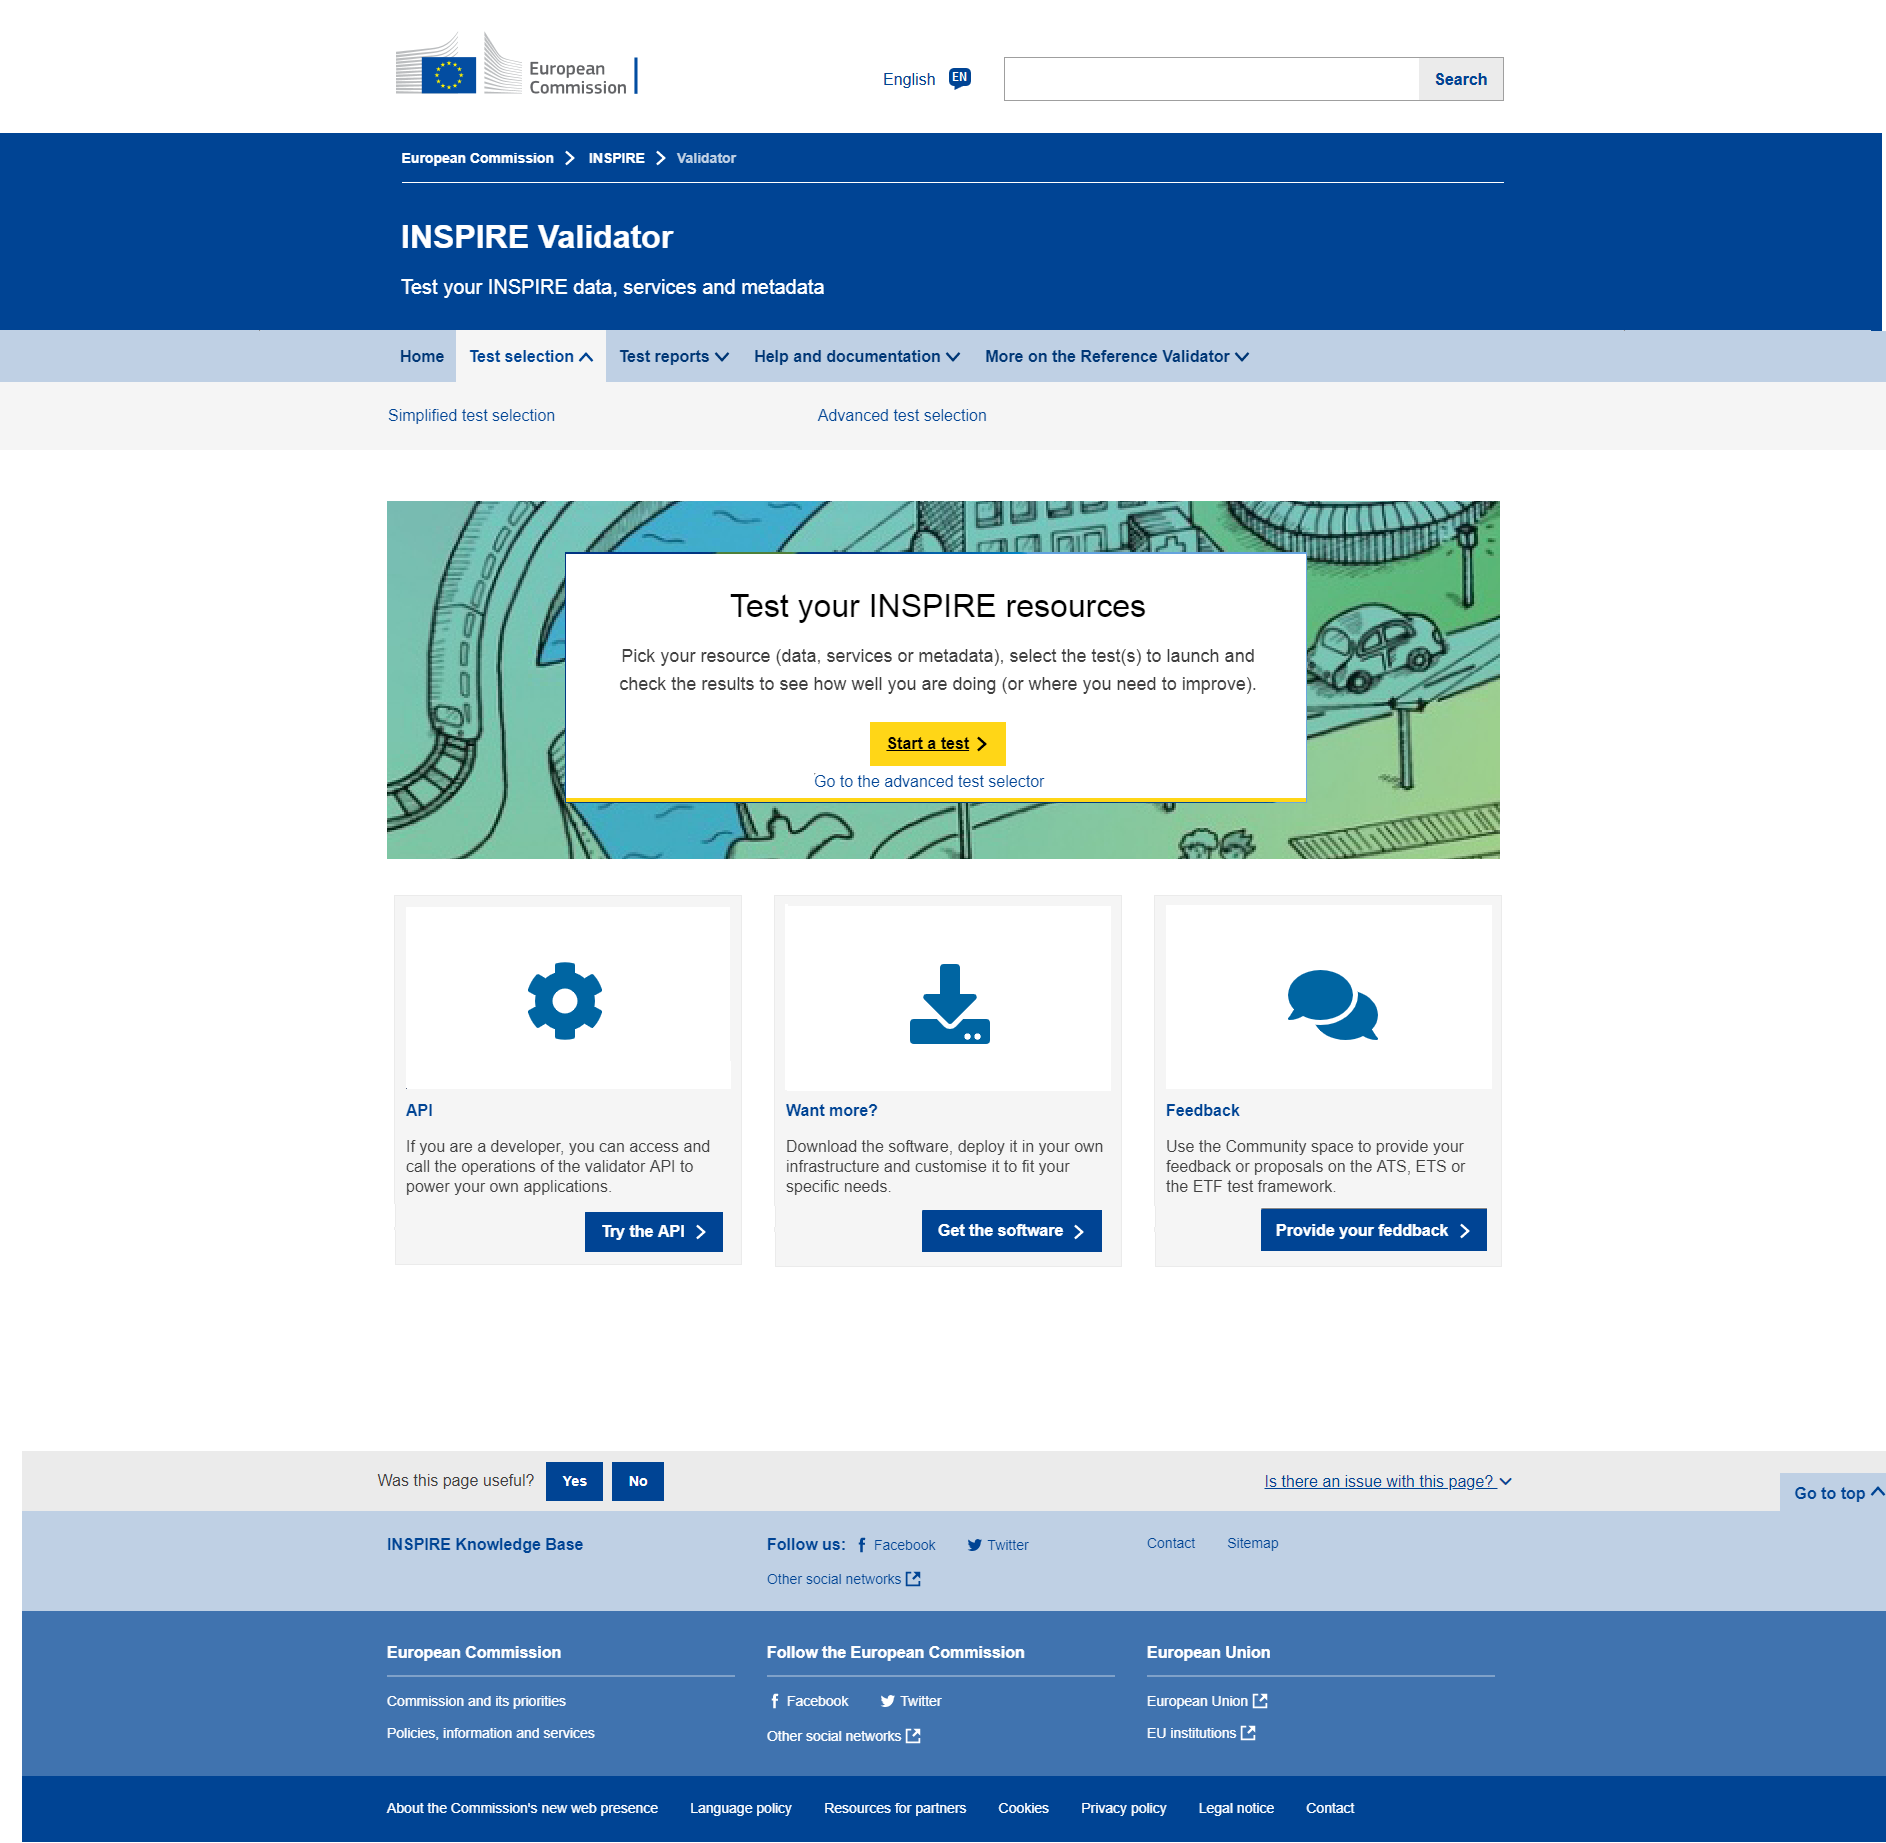 European
Commission
English EN
Search
European Commission INSPIRE Validator
INSPIRE Validator
Test your INSPIRE data, services and metadata
Home Test selection Test reports Help and documentation More on the Reference Validator
Simplified test selection Advanced test selection
Test your INSPIRE resources
Pick your resource (data, services or metadata), select the test(s) to launch and
check the results to see how well you are doing (or where you need to improve).
Start a test
Go to the advanced test selector
API
If you are a developer, you can access and
call the operations of the validator API to
power your own applications.
Try the API
Want more?
Download the software, deploy it in your own
infrastructure and customise it to fit your
specific needs.
Get the software
Feedback
Use the Community space to provide your
feedback or proposals on the ATS, ETS or
the ETF test framework.
Provide your feddback
Was this page useful? Yes No Is there an issue with this page?
Go to top
INSPIRE Knowledge Base
Follow us: Facebook Twitter
Other social networks
Contact Sitemap
European Commission
Commission and its priorities
Policies, information and services
Follow the European Commission
Facebook Twitter
Other social networks
European Union
European Union
EU institutions
About the Commission's new web presence Language policy Resources for partners Cookies Privacy policy Legal notice Contact